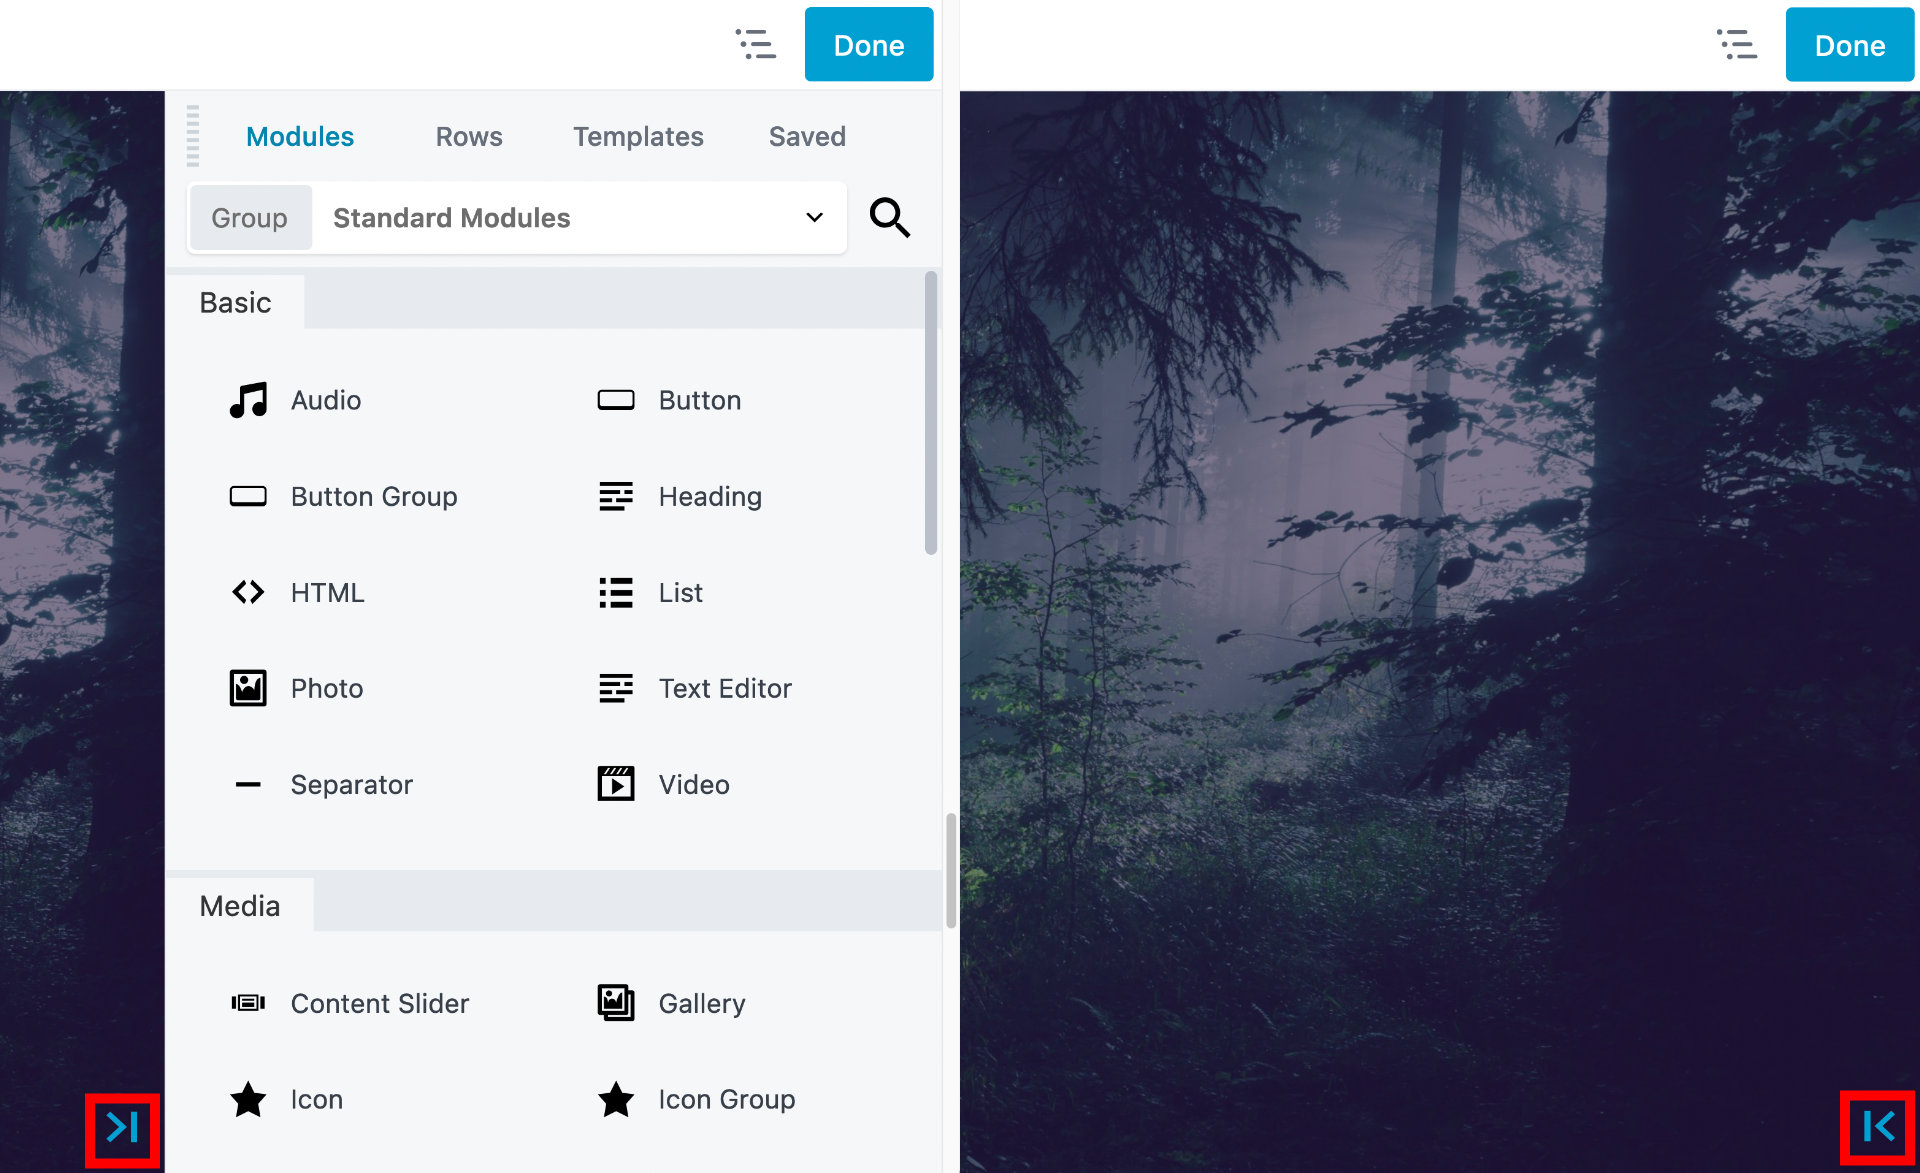 Done
Modules Rows Templates Saved
Group Standard Modules
Basic
Audio Button
Button Group Heading
HTML List
Photo Text Editor
Separator Video
Media
Content Slider Gallery
Icon Icon Group
Done